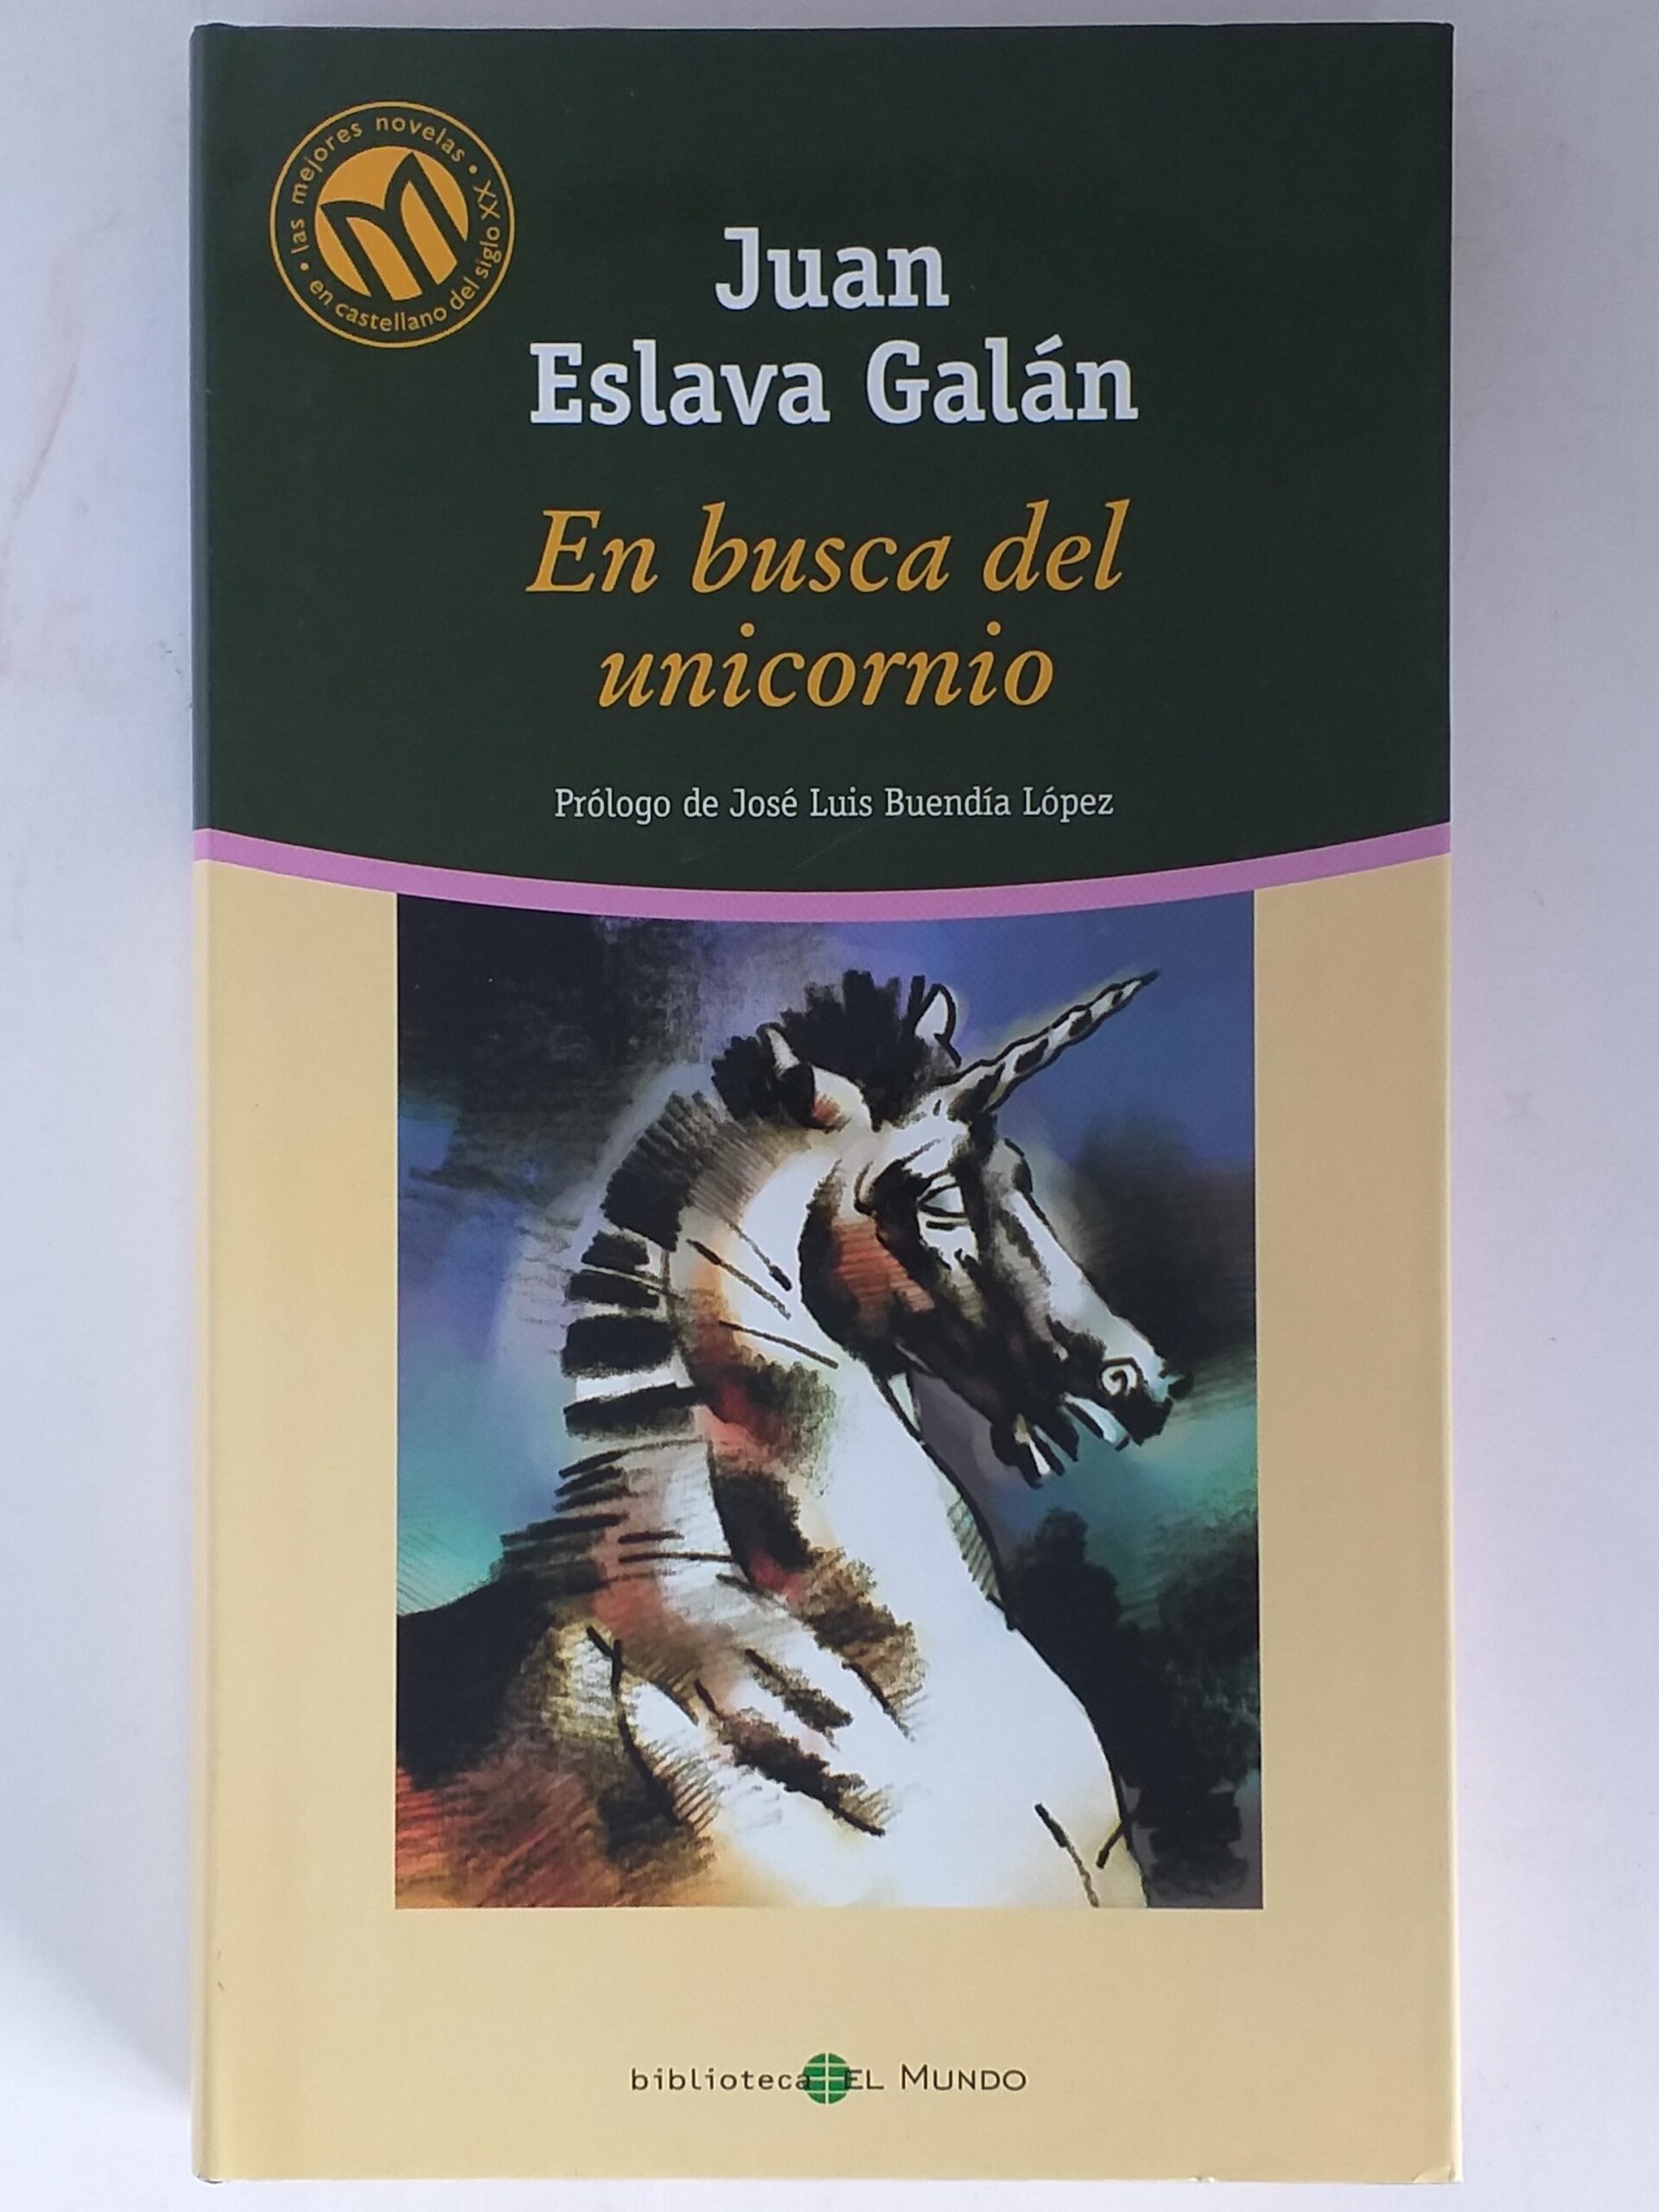 • las mejores novelas •
en castellano del siglo XX
Juan
Eslava Galán
En busca del
unicornio
Prólogo de José Luis Buendía López
biblioteca EL MUNDO